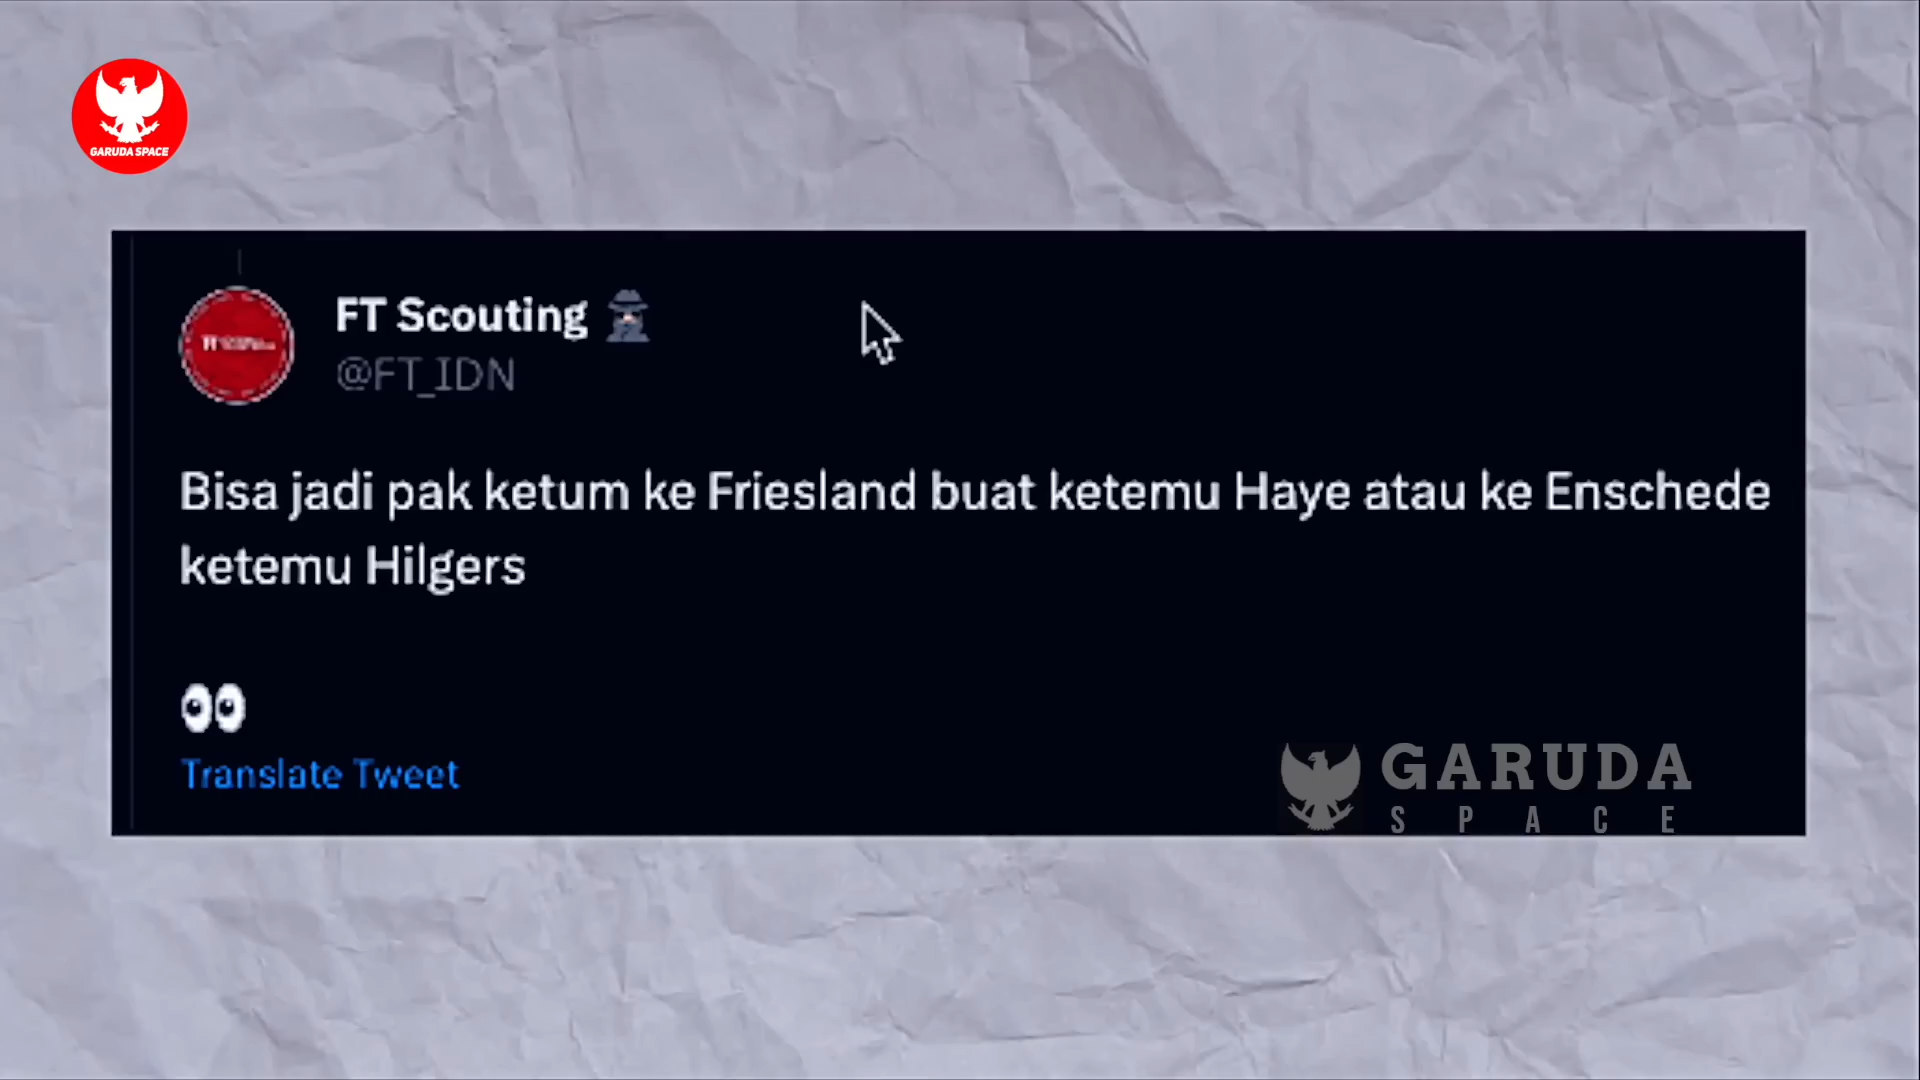 GARUDA SPACE
FT Scouting
@FT_IDN
Bisa jadi pak ketum ke Friesland buat ketemu Haye atau ke Enschede
ketemu Hilgers
Translate Tweet
GARUDA
SPACE